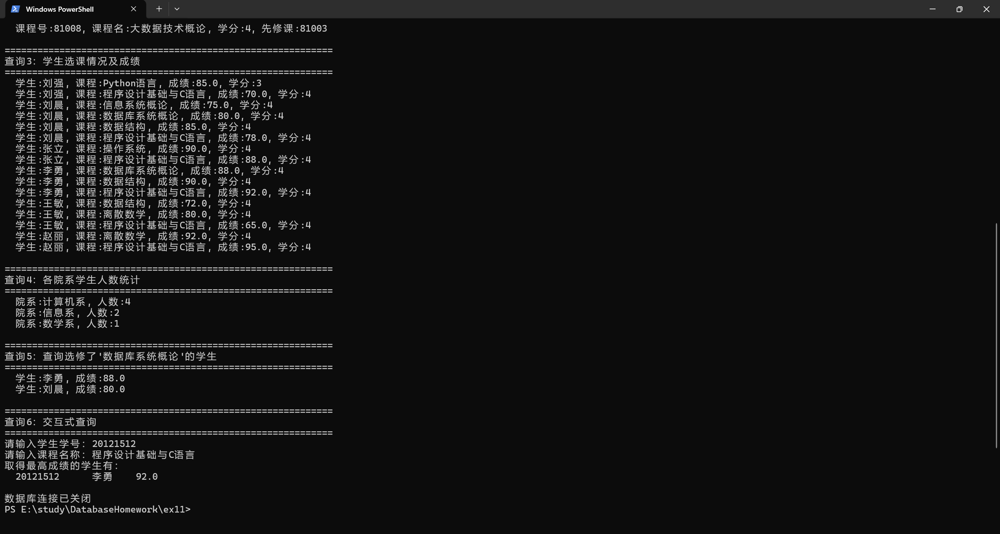 Windows PowerShell
课程号:81008, 课程名:大数据技术概论, 学分:4, 先修课:81003
============================================================
查询3: 学生选课情况及成绩
============================================================
学生:刘强, 课程:Python语言, 成绩:85.0, 学分:3
学生:刘强, 课程:程序设计基础与C语言, 成绩:70.0, 学分:4
学生:刘晨, 课程:信息系统概论, 成绩:75.0, 学分:4
学生:刘晨, 课程:数据库系统概论, 成绩:80.0, 学分:4
学生:刘晨, 课程:数据结构, 成绩:85.0, 学分:4
学生:刘晨, 课程:程序设计基础与C语言, 成绩:78.0, 学分:4
学生:张立, 课程:操作系统, 成绩:90.0, 学分:4
学生:张立, 课程:程序设计基础与C语言, 成绩:88.0, 学分:4
学生:李勇, 课程:数据库系统概论, 成绩:88.0, 学分:4
学生:李勇, 课程:数据结构, 成绩:90.0, 学分:4
学生:李勇, 课程:程序设计基础与C语言, 成绩:92.0, 学分:4
学生:王敏, 课程:数据结构, 成绩:72.0, 学分:4
学生:王敏, 课程:离散数学, 成绩:80.0, 学分:4
学生:王敏, 课程:程序设计基础与C语言, 成绩:65.0, 学分:4
学生:赵丽, 课程:离散数学, 成绩:92.0, 学分:4
学生:赵丽, 课程:程序设计基础与C语言, 成绩:95.0, 学分:4
============================================================
查询4: 各院系学生人数统计
============================================================
院系:计算机系, 人数:4
院系:信息系, 人数:2
院系:数学系, 人数:1
============================================================
查询5: 查询选修了'数据库系统概论'的学生
============================================================
学生:李勇, 成绩:88.0
学生:刘晨, 成绩:80.0
============================================================
查询6: 交互式查询
============================================================
请输入学生学号: 20121512
请输入课程名称: 程序设计基础与C语言
取得最高成绩的学生有:
20121512 李勇 92.0
数据库连接已关闭
PS E:\study\DatabaseHomework\ex11>